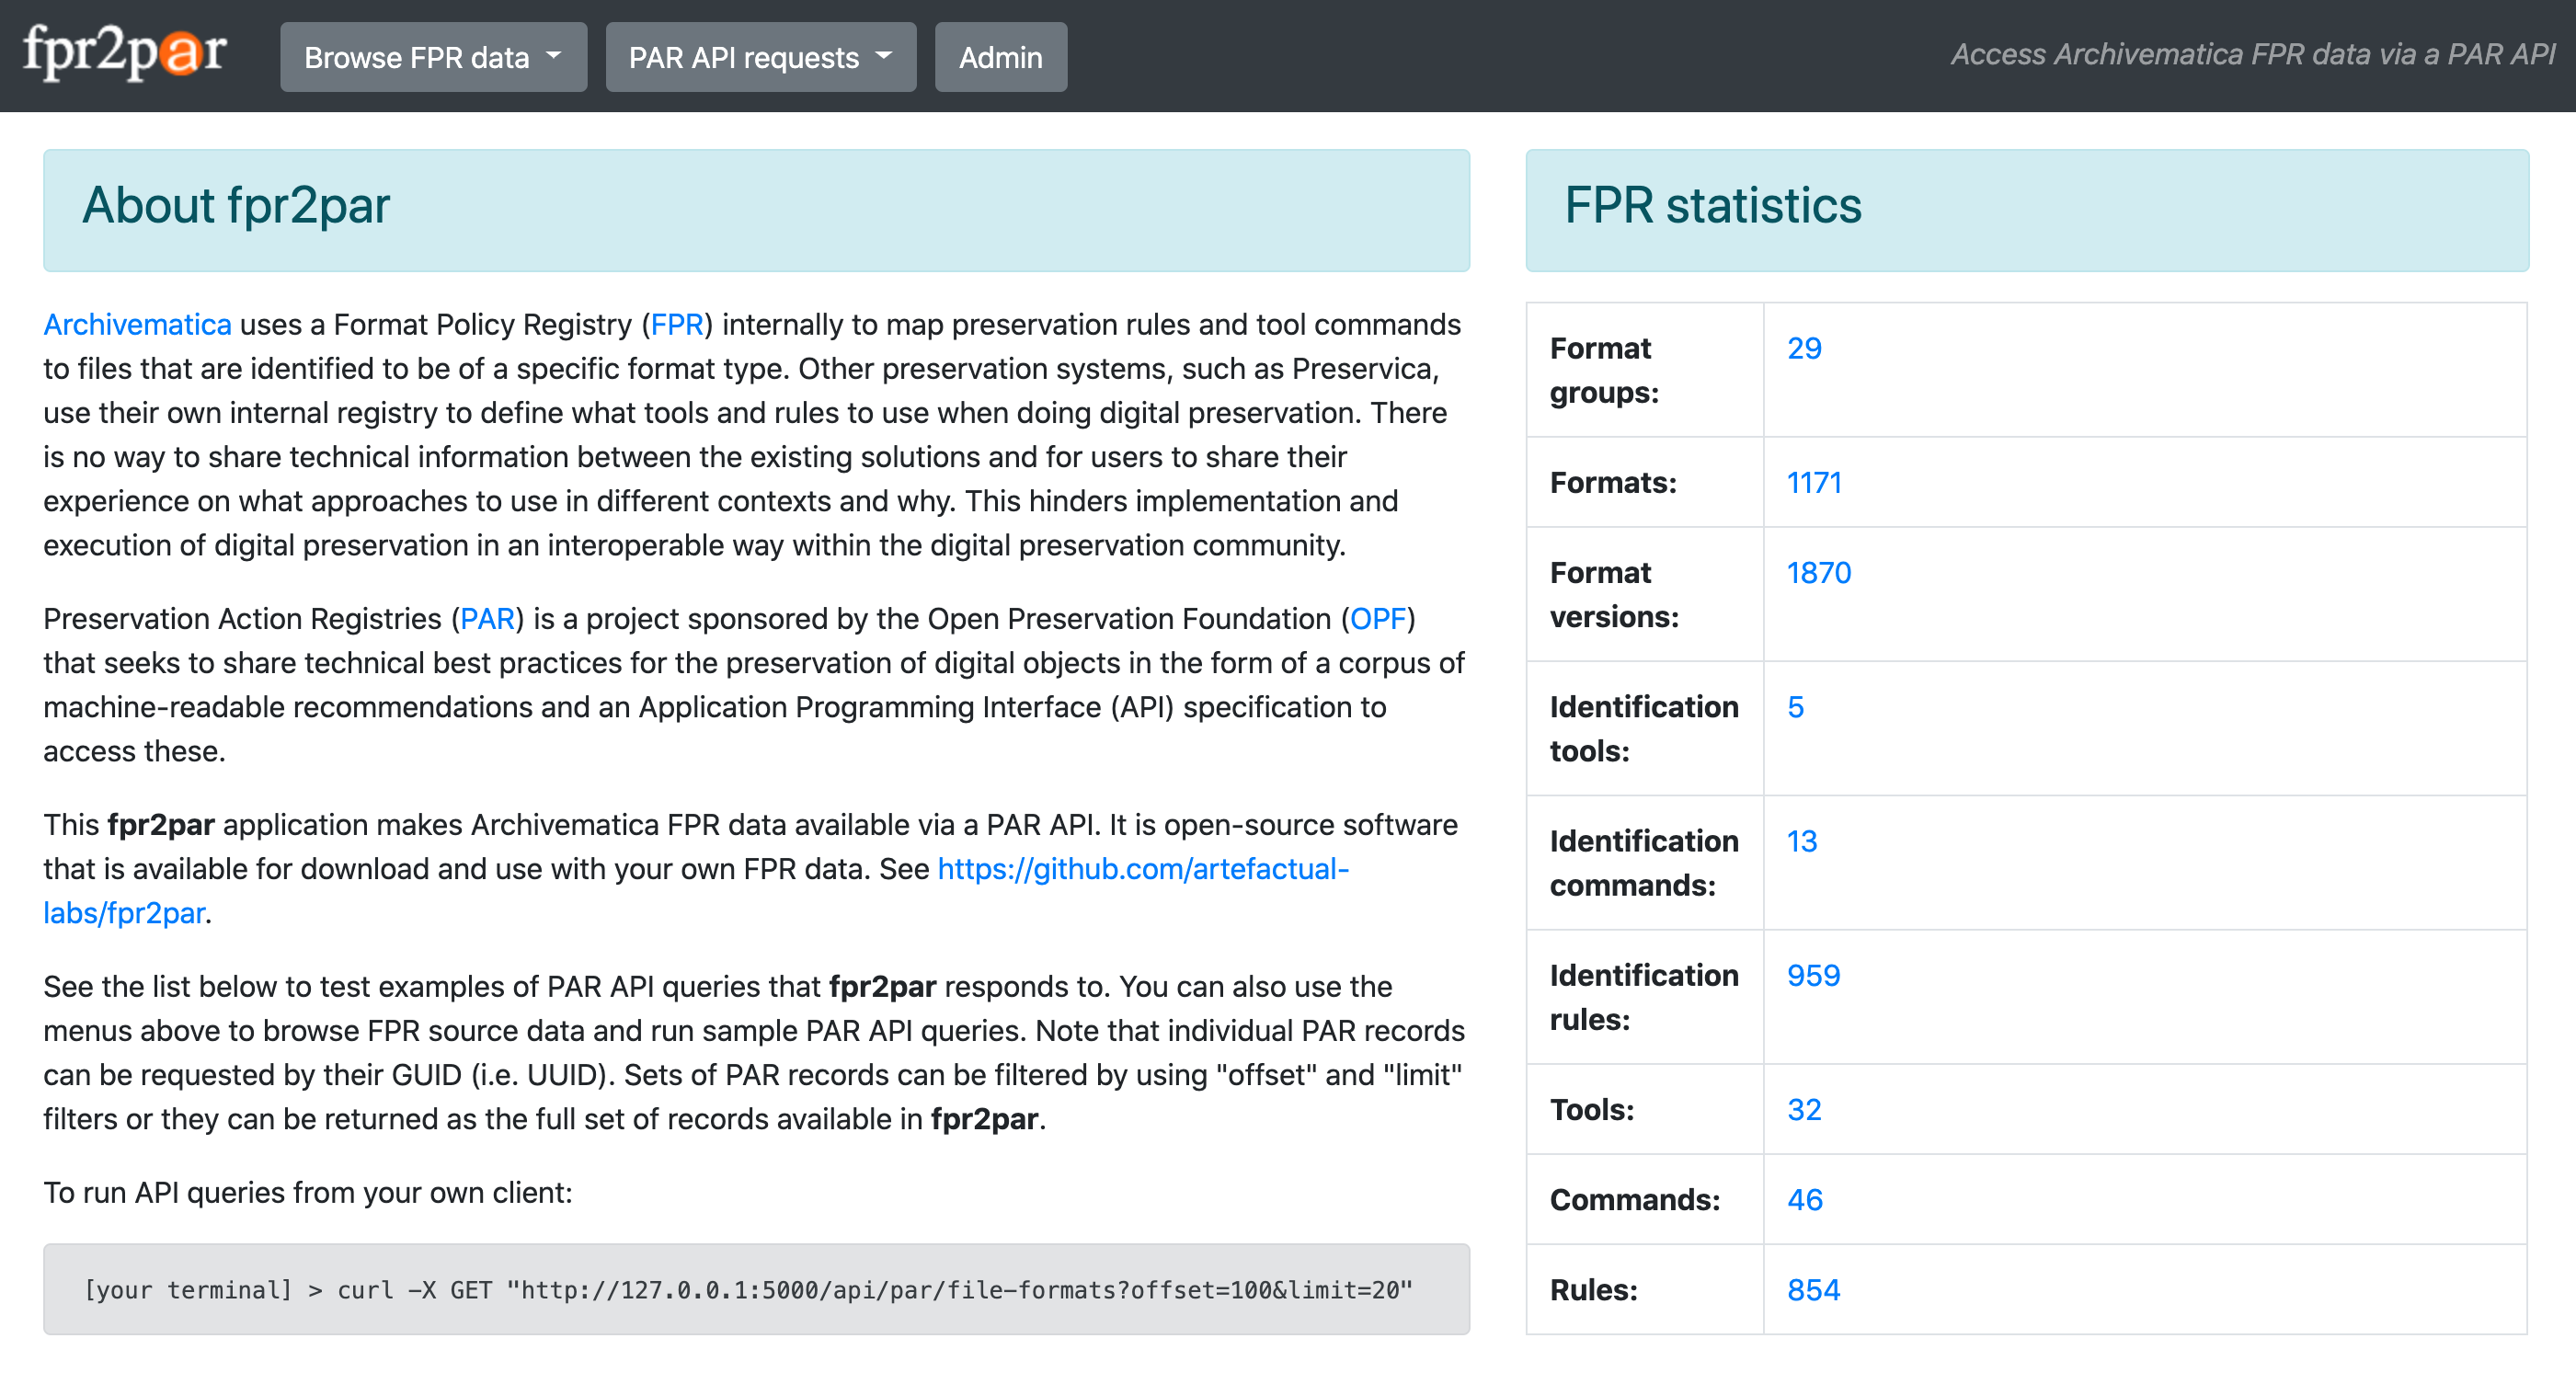 fpr2par
Browse FPR data
PAR API requests
Admin
Access Archivematica FPR data via a PAR API
About fpr2par
Archivematica uses a Format Policy Registry (FPR) internally to map preservation rules and tool commands
to files that are identified to be of a specific format type. Other preservation systems, such as Preservica,
use their own internal registry to define what tools and rules to use when doing digital preservation. There
is no way to share technical information between the existing solutions and for users to share their
experience on what approaches to use in different contexts and why. This hinders implementation and
execution of digital preservation in an interoperable way within the digital preservation community.
Preservation Action Registries (PAR) is a project sponsored by the Open Preservation Foundation (OPF)
that seeks to share technical best practices for the preservation of digital objects in the form of a corpus of
machine-readable recommendations and an Application Programming Interface (API) specification to
access these.
This fpr2par application makes Archivematica FPR data available via a PAR API. It is open-source software
that is available for download and use with your own FPR data. See https://github.com/artefactual-
labs/fpr2par.
See the list below to test examples of PAR API queries that fpr2par responds to. You can also use the
menus above to browse FPR source data and run sample PAR API queries. Note that individual PAR records
can be requested by their GUID (i.e. UUID). Sets of PAR records can be filtered by using "offset" and "limit"
filters or they can be returned as the full set of records available in fpr2par.
To run API queries from your own client:
[your terminal] > curl -X GET "http://127.0.0.1:5000/api/par/file-formats?offset=100&limit=20"
FPR statistics
Format
groups:
29
Formats:
1171
Format
versions:
1870
Identification
tools:
5
Identification
commands:
13
Identification
rules:
959
Tools:
32
Commands:
46
Rules:
854